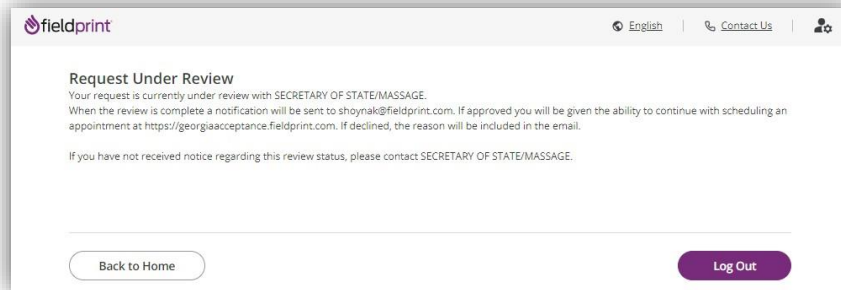 fieldprint
English | Contact Us |
Request Under Review
Your request is currently under review with SECRETARY OF STATE/MASSAGE.
When the review is complete a notification will be sent to shoynak@fieldprint.com. If approved you will be given the ability to continue with scheduling an
appointment at https://georgiaacceptance.fieldprint.com. If declined, the reason will be included in the email.
If you have not received notice regarding this review status, please contact SECRETARY OF STATE/MASSAGE.
Back to Home
Log Out